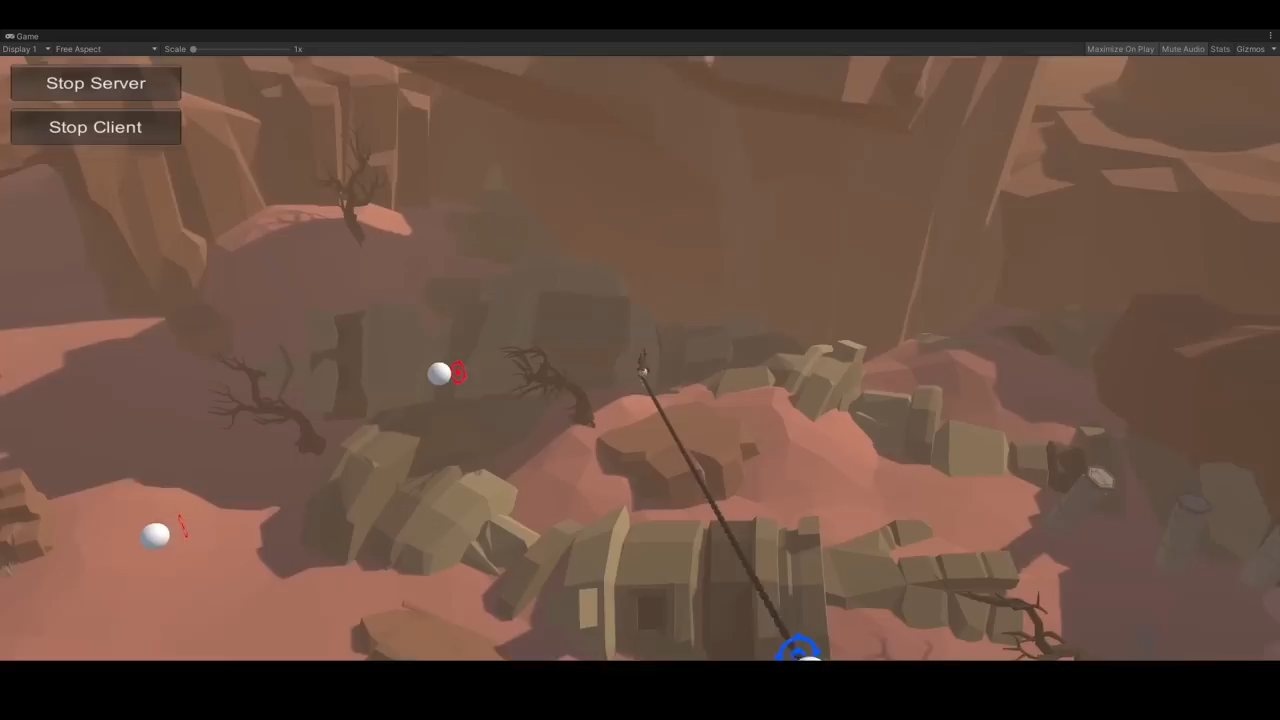 Game
Display 1 Free Aspect Scale 1x Maximize On Play Mute Audio Stats Gizmos
Stop Server
Stop Client